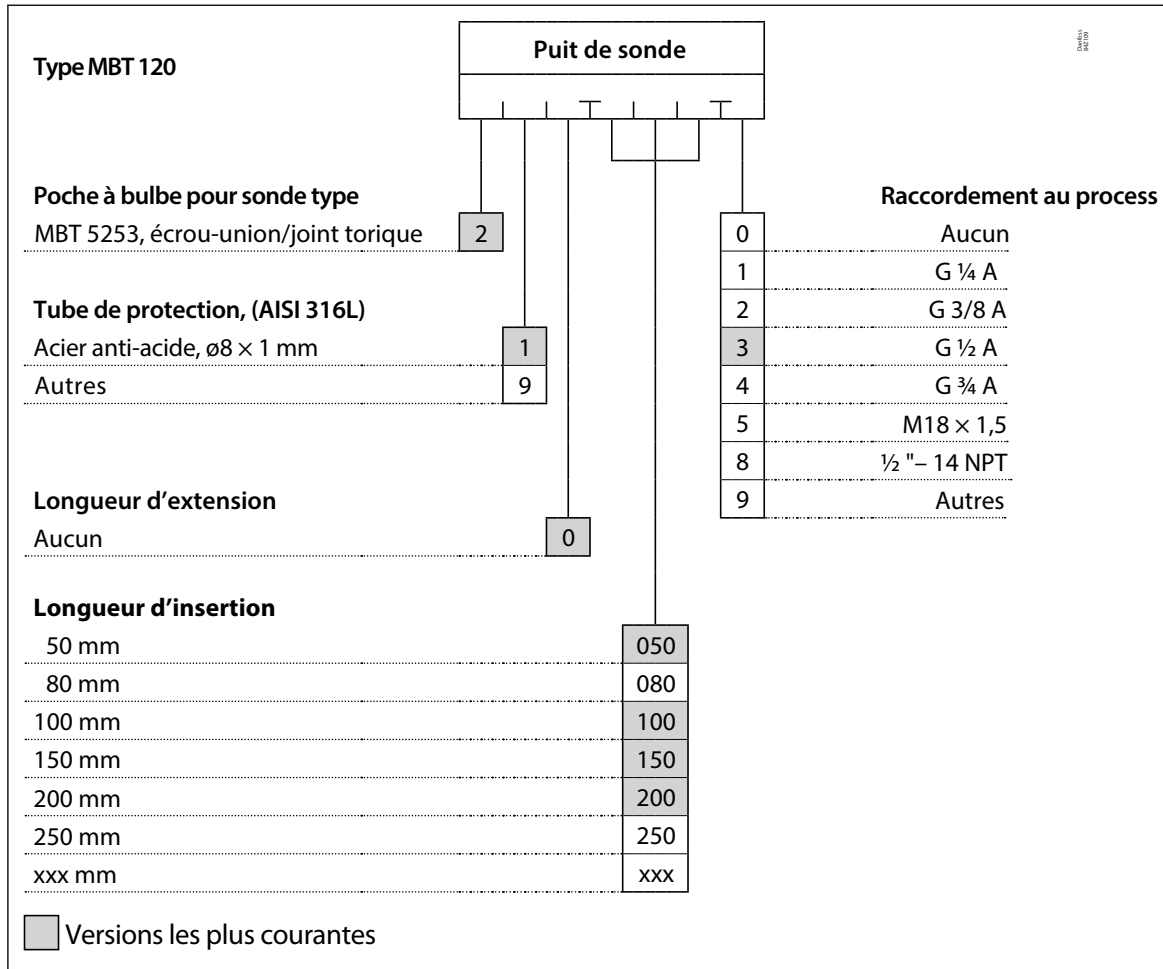 Puit de sonde
Type MBT 120
Danfoss
Poche à bulbe pour sonde type
MBT 5253, écrou-union/joint torique 2
Tube de protection, (AISI 316L)
Acier anti-acide, ø8 × 1 mm 1
Autres 9
Longueur d’extension
Aucun 0
Raccordement au process
0 Aucun
1 G ¼ A
2 G 3/8 A
3 G ½ A
4 G ¾ A
5 M18 × 1,5
8 ½ "– 14 NPT
9 Autres
Longueur d’insertion
50 mm 050
80 mm 080
100 mm 100
150 mm 150
200 mm 200
250 mm 250
xxx mm xxx
Versions les plus courantes